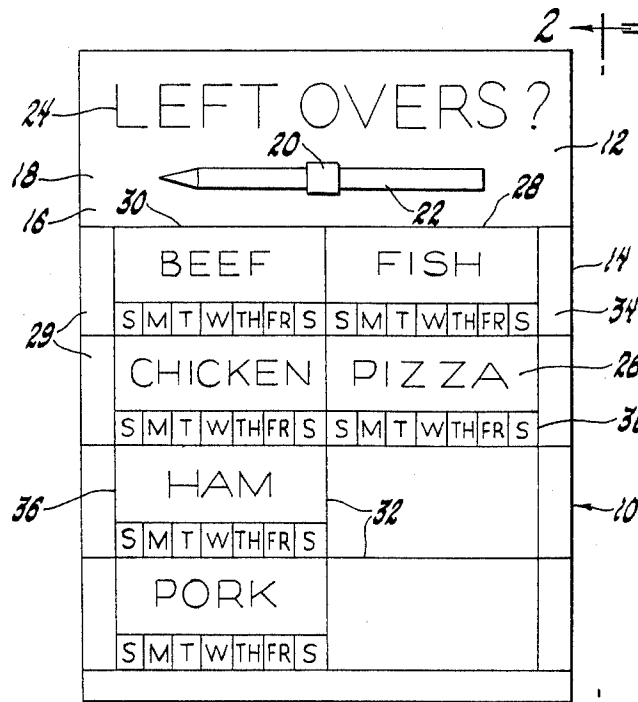 2
24 LEFT OVERS?
20 12
18
16 30 22 28
BEEF FISH 14
S M T W TH FR S S M T W TH FR S 34
29
CHICKEN PIZZA 26
S M T W TH FR S S M T W TH FR S
HAM
36 32 10
S M T W TH FR S
PORK
S M T W TH FR S